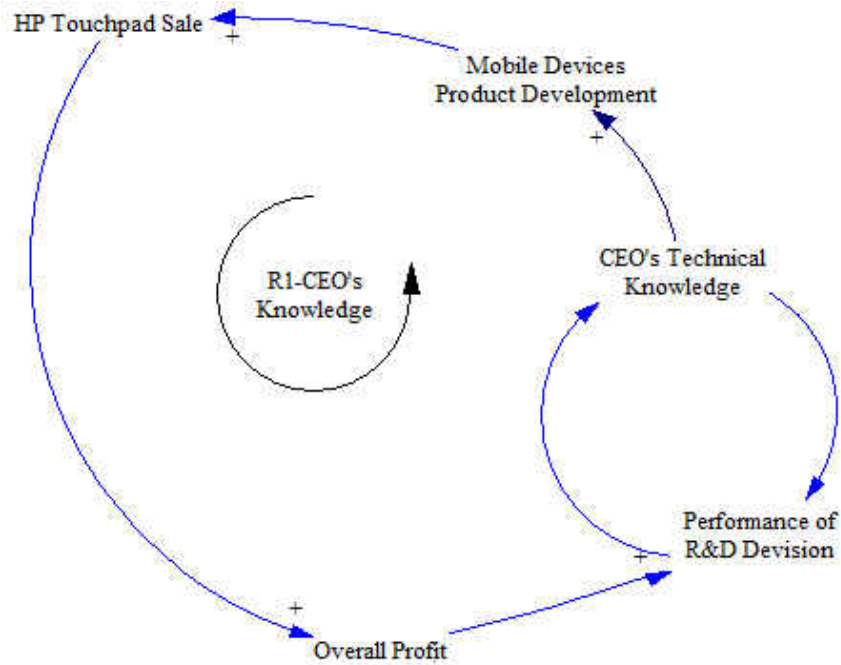 HP Touchpad Sale
+
Mobile Devices
Product Development
+
CEO's Technical
Knowledge
R1-CEO's
Knowledge
Performance of
R&D Devision
+
+
Overall Profit